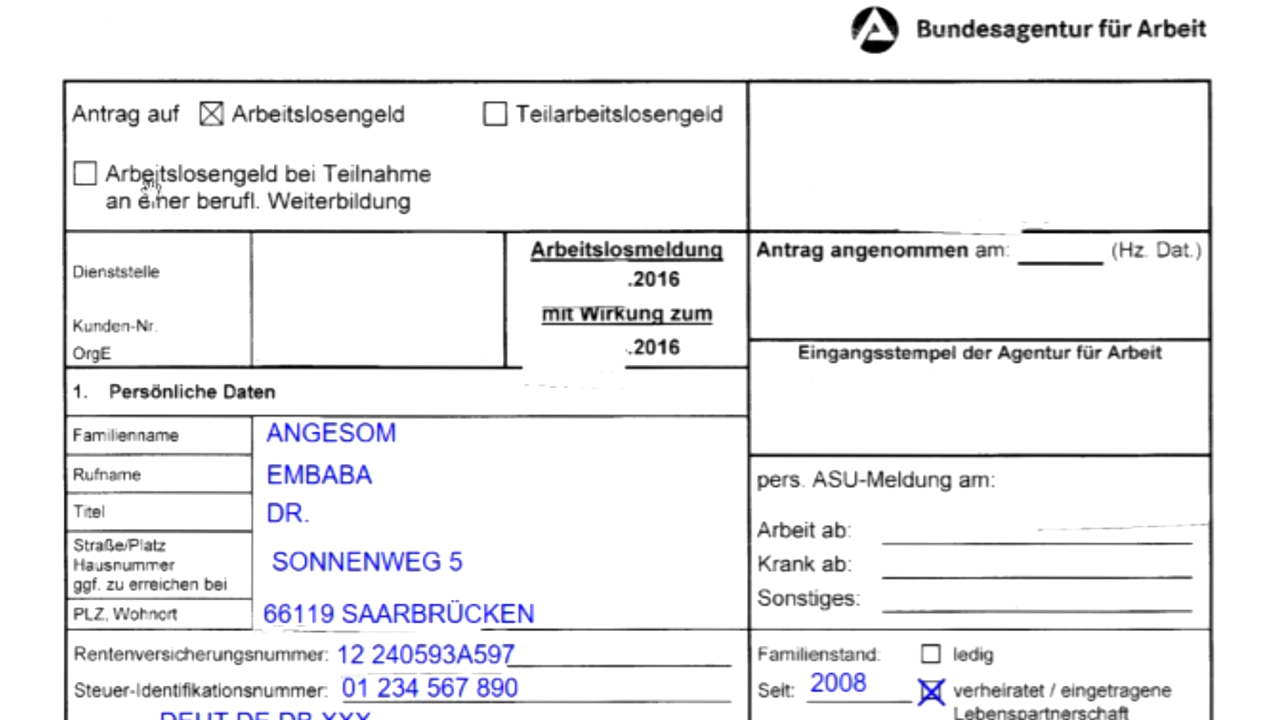 Bundesagentur für Arbeit
Antrag auf Arbeitslosengeld Teilarbeitslosengeld
Arbeitslosengeld bei Teilnahme
an einer berufl. Weiterbildung
Dienststelle
Kunden-Nr.
OrgE
Arbeitslosmeldung
.2016
mit Wirkung zum
.2016
Antrag angenommen am: (Hz. Dat.)
Eingangsstempel der Agentur für Arbeit
1. Persönliche Daten
Familienname ANGESOM
Rufname EMBABA
Titel DR.
Straße/Platz
Hausnummer
ggf. zu erreichen bei
SONNENWEG 5
PLZ, Wohnort 66119 SAARBRÜCKEN
pers. ASU-Meldung am:
Arbeit ab:
Krank ab:
Sonstiges:
Rentenversicherungsnummer: 12 240593A597
Steuer-Identifikationsnummer: 01 234 567 890
DEUT DE DB XXX
Familienstand: ledig
Seit: 2008 verheiratet / eingetragene
Lebenspartnerschaft